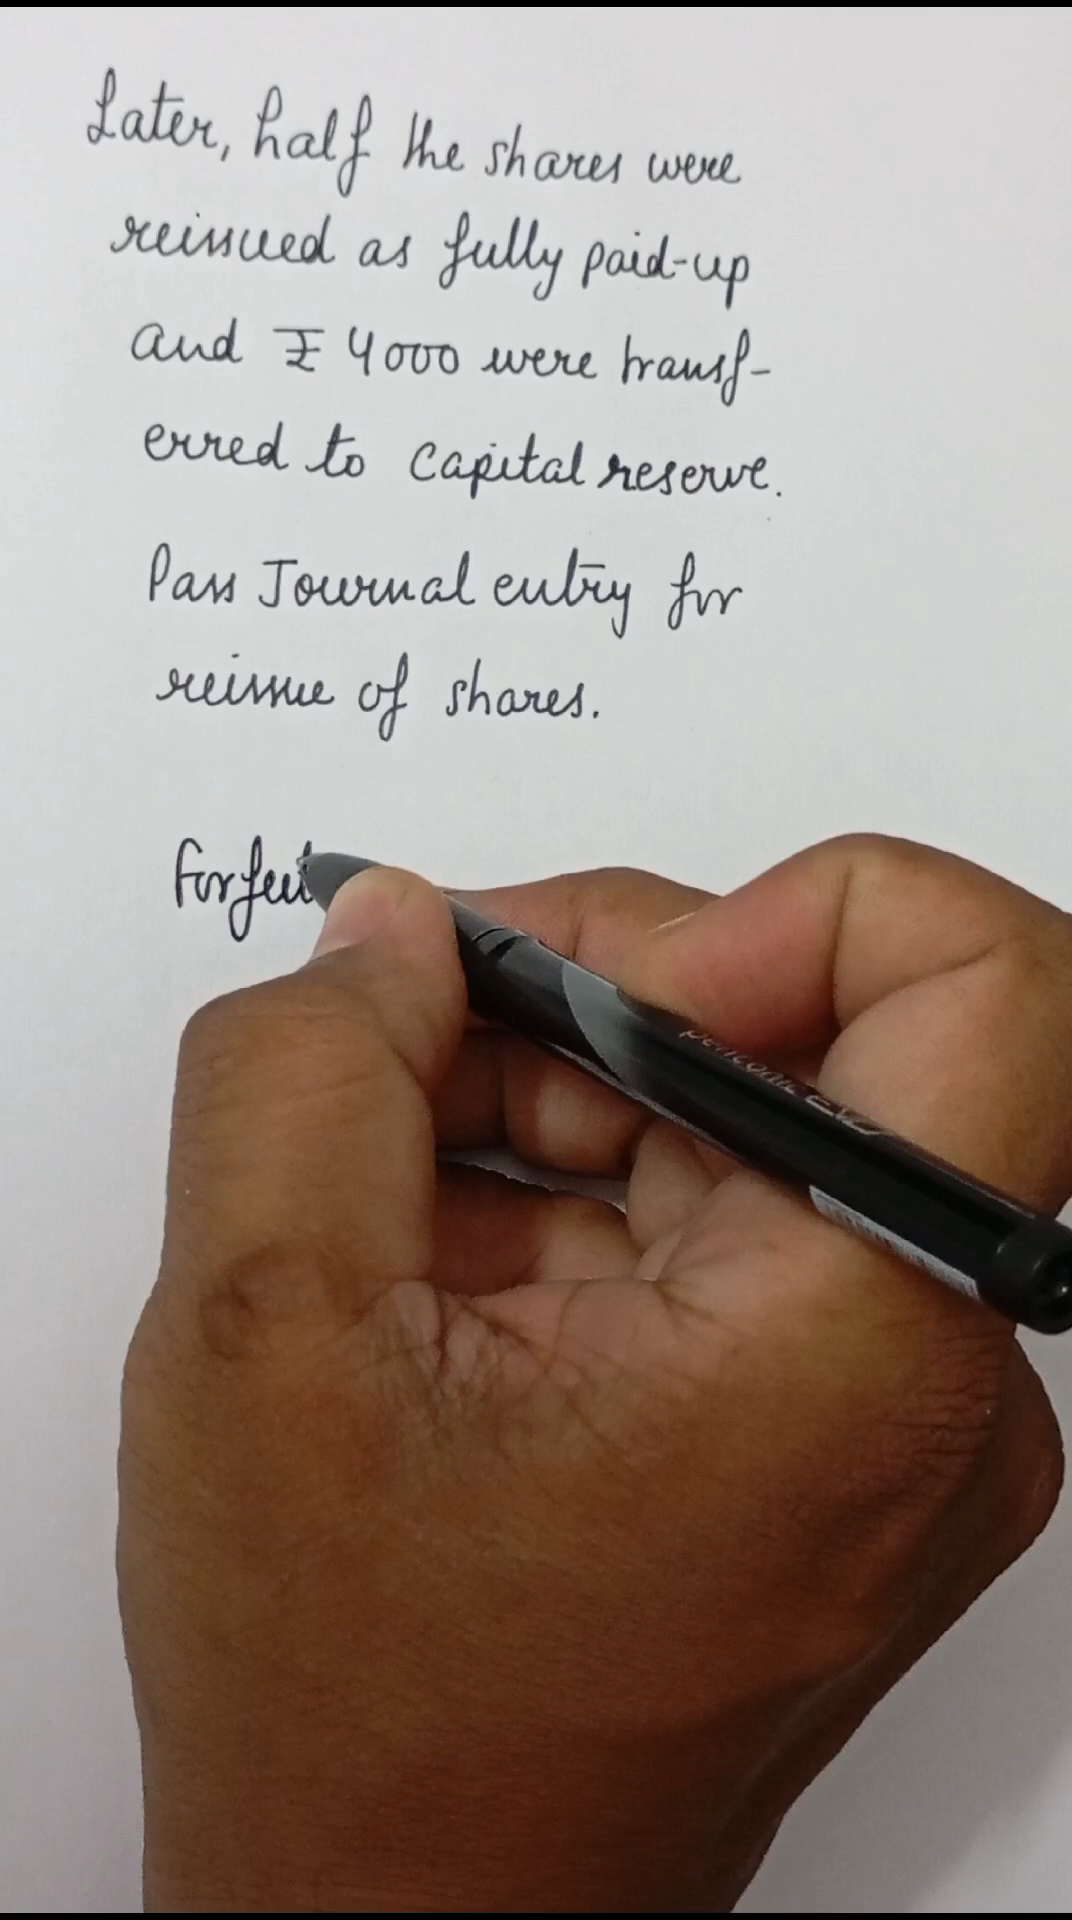 Later, half the shares were
reissued as fully paid-up
and ₹ 4000 were transf-
erred to capital reserve.
Pass Journal entry for
reissue of shares.
Forfeit